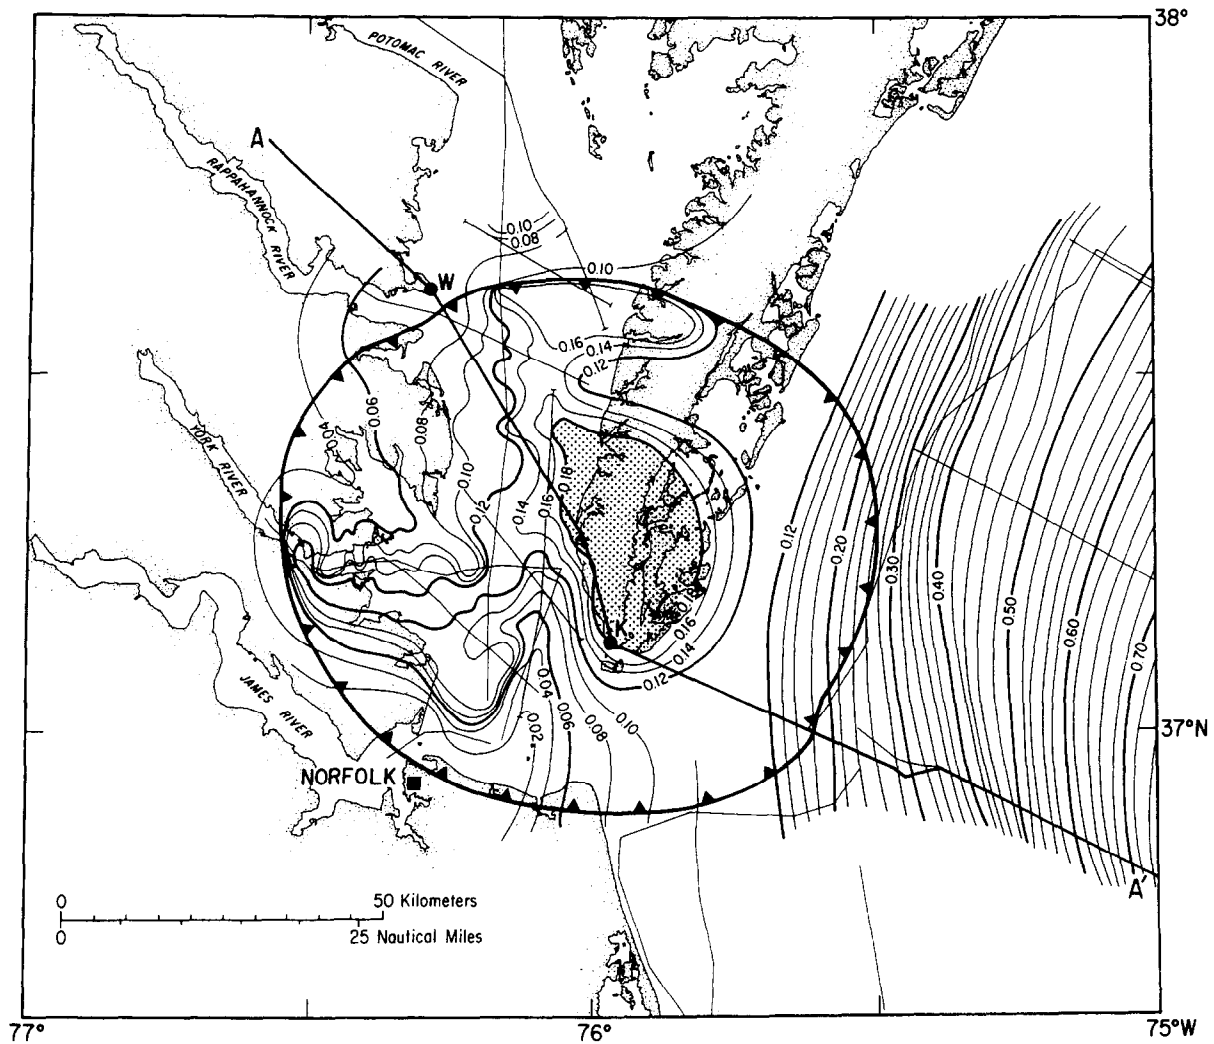 38°
POTOMAC RIVER
A
RAPPAHANNOCK RIVER
0.10
0.08
0.10
W
0.16
0.14
0.12
0.06
0.08
0.04
YORK RIVER
0.10
0.12
0.14
0.16
0.18
0.12
0.20
0.30
0.40
0.50
0.60
0.70
0.18
K
0.16
0.14
0.12
JAMES RIVER
0.04
0.06
0.02
0.08
0.10
37°N
NORFOLK
A'
0 50 Kilometers
0 25 Nautical Miles
77°
76°
75°W